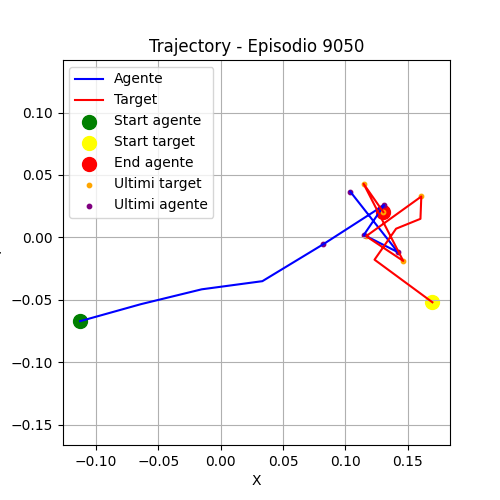 Trajectory - Episodio 9050
Agente
Target
Start agente
Start target
End agente
Ultimi target
Ultimi agente
0.10
0.05
0.00
−0.05
−0.10
−0.15
−0.10
−0.05
0.00
0.05
0.10
0.15
X